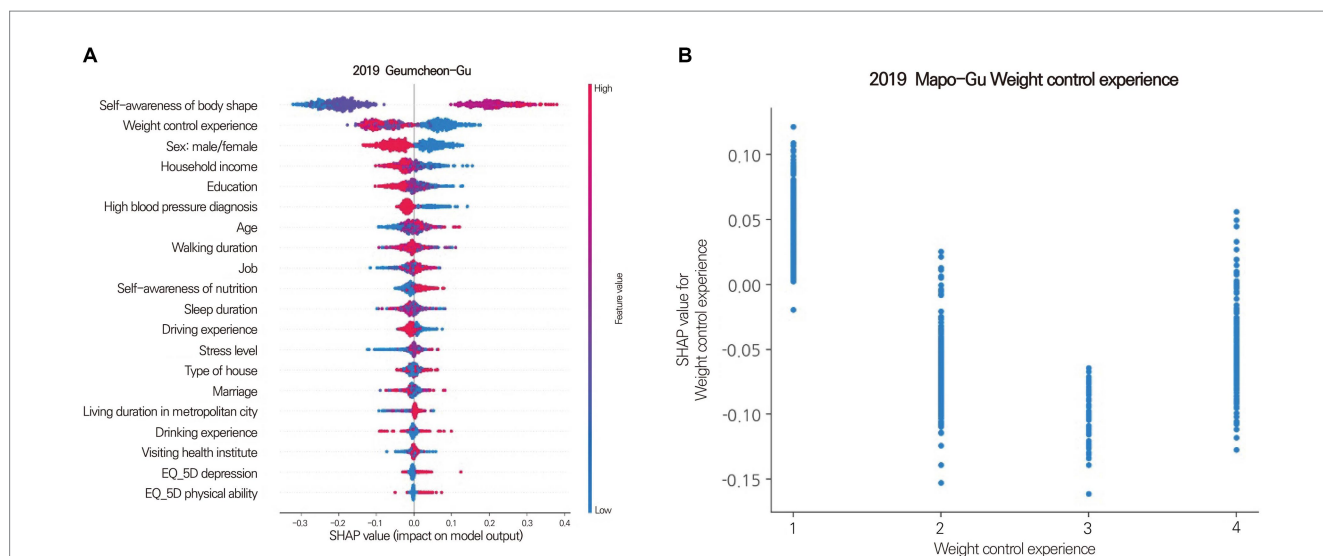 A
2019 Geumcheon-Gu
High
Self-awareness of body shape
Weight control experience
Sex: male/female
Household income
Education
High blood pressure diagnosis
Age
Walking duration
Job
Self-awareness of nutrition
Sleep duration
Driving experience
Stress level
Type of house
Marriage
Living duration in metropolitan city
Drinking experience
Visiting health institute
EQ_5D depression
EQ_5D physical ability
Feature value
Low
−0.3 −0.2 −0.1 0.0 0.1 0.2 0.3 0.4
SHAP value (impact on model output)
B
2019 Mapo-Gu Weight control experience
SHAP value for
Weight control experience
0.10
0.05
0.00
-0.05
-0.10
-0.15
1 2 3 4
Weight control experience